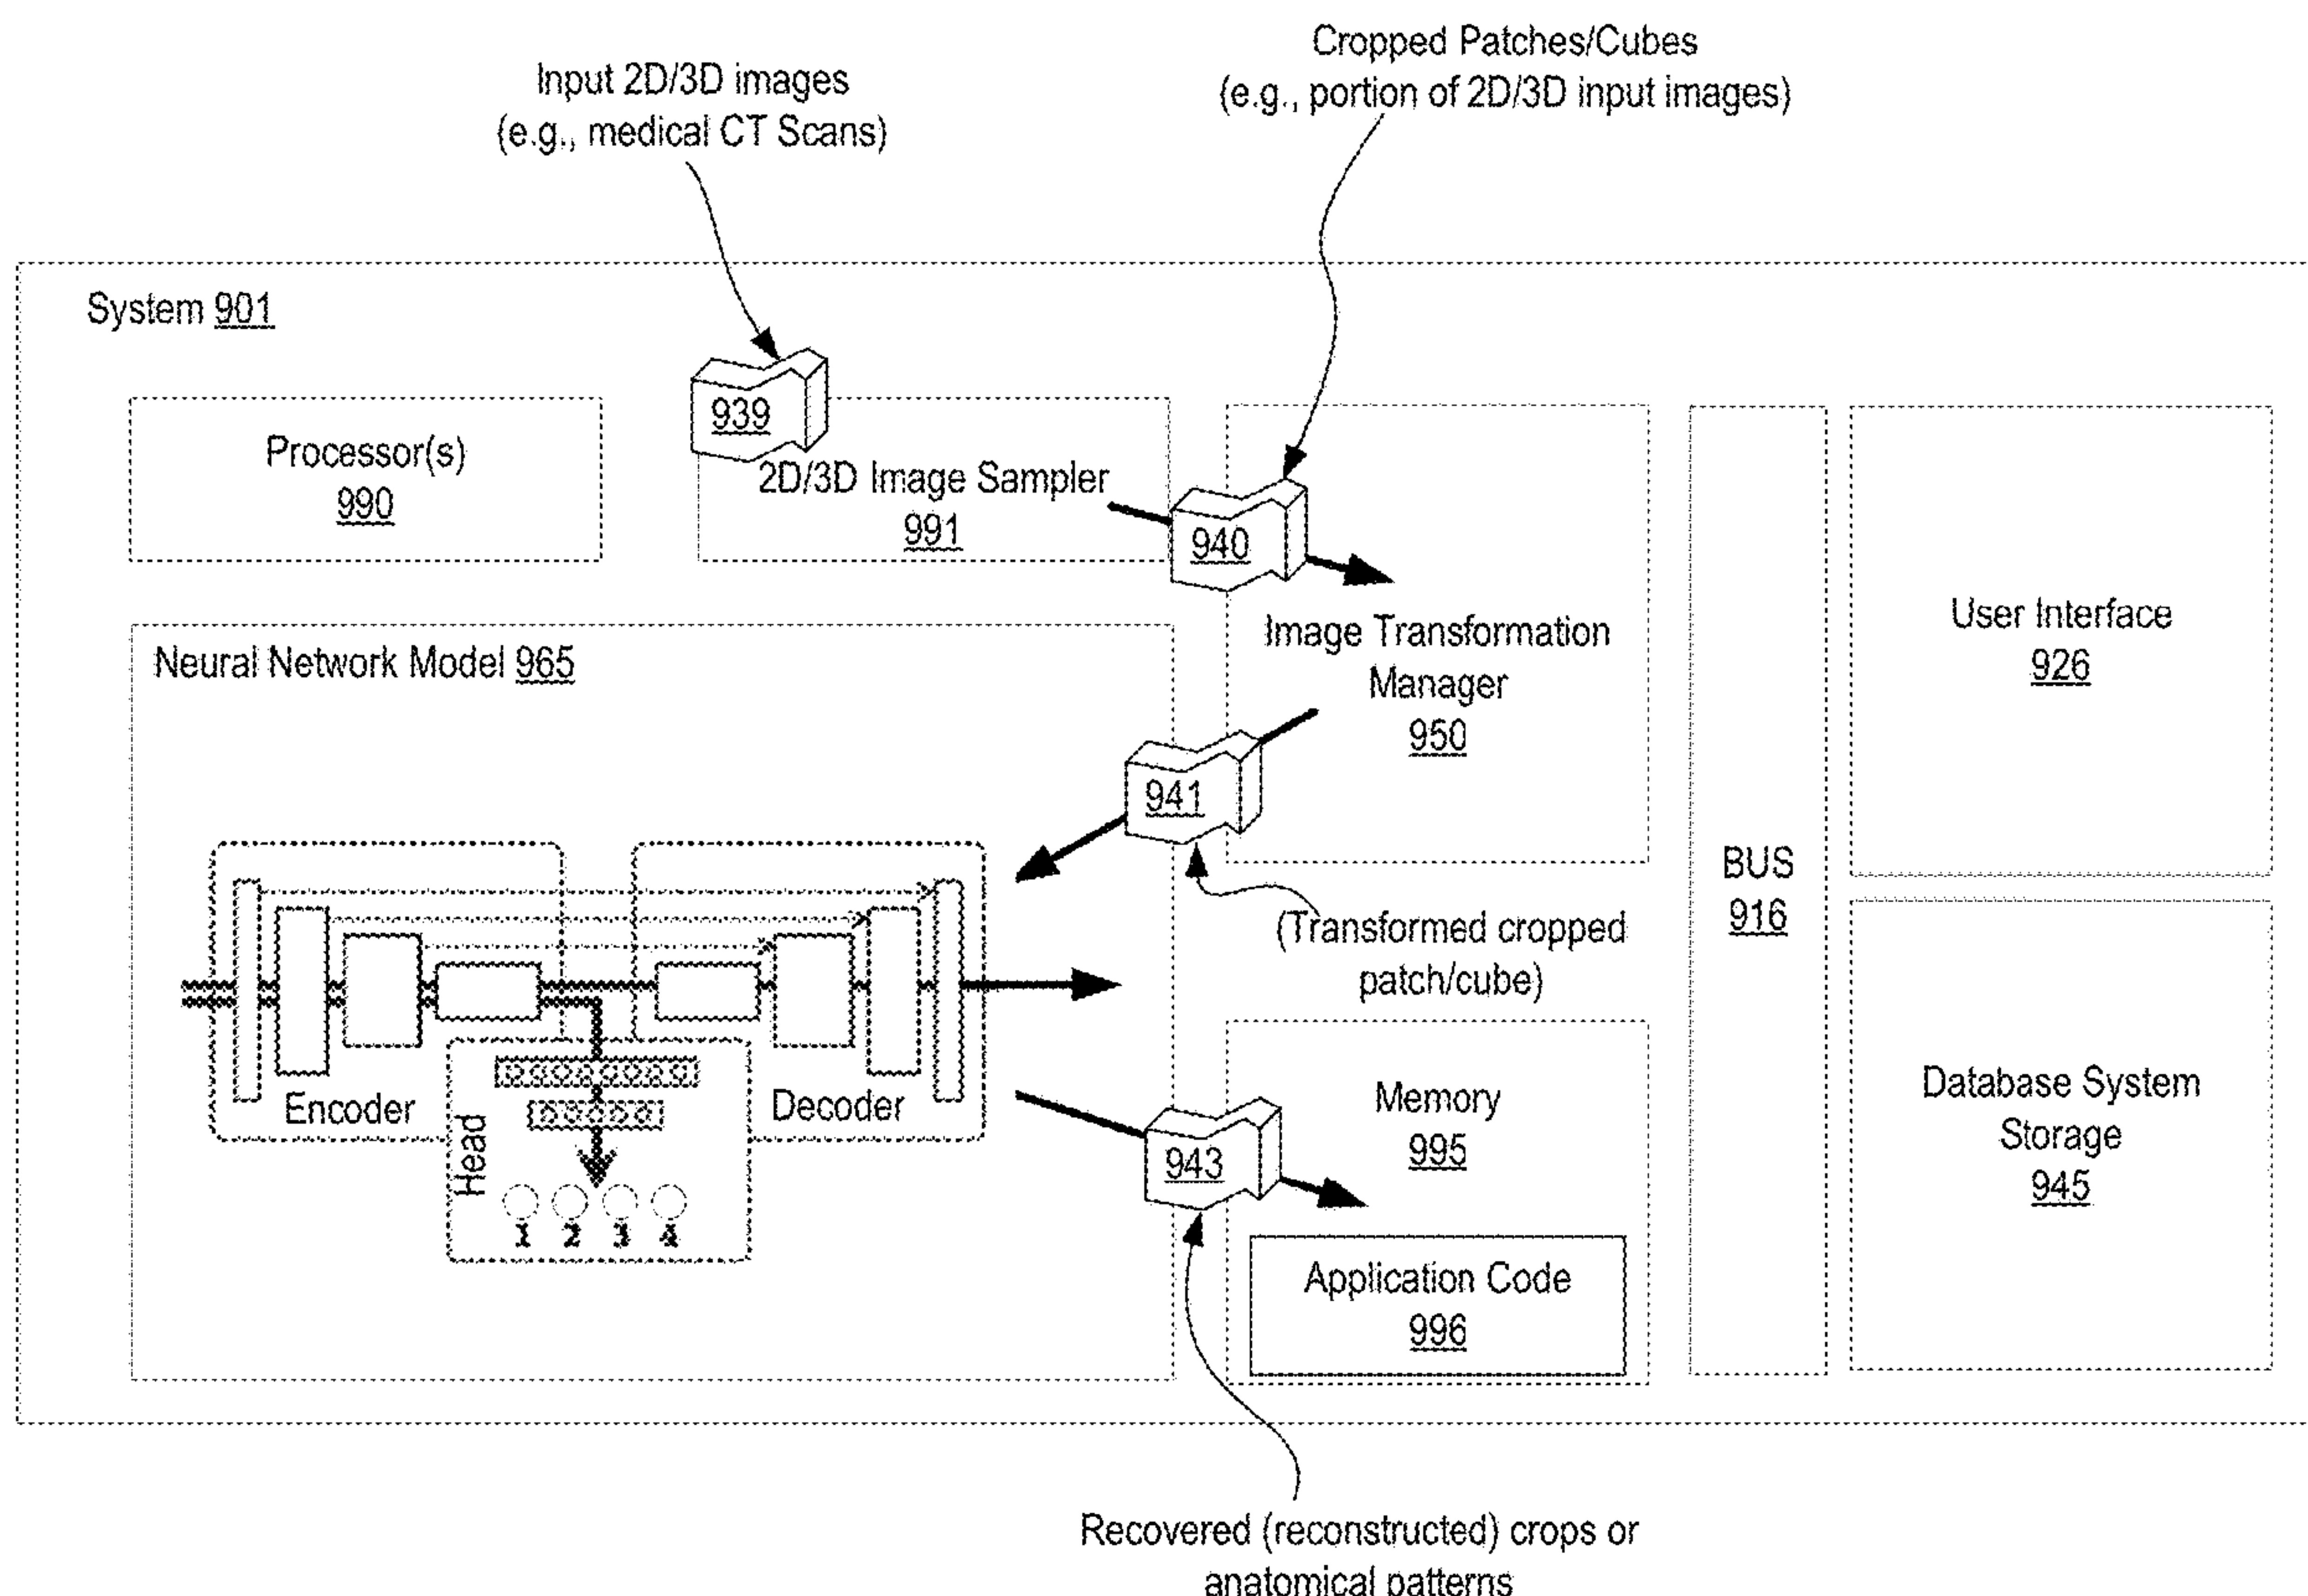 Input 2D/3D images
(e.g., medical CT Scans)
Cropped Patches/Cubes
(e.g., portion of 2D/3D input images)
System 901
939
Processor(s)
990
2D/3D Image Sampler
991
940
Image Transformation
Manager
950
User Interface
926
Neural Network Model 965
941
BUS
916
(Transformed cropped
patch/cube)
Encoder
Decoder
Head
1 2 3 4
943
Memory
995
Application Code
996
Database System
Storage
945
Recovered (reconstructed) crops or
anatomical patterns